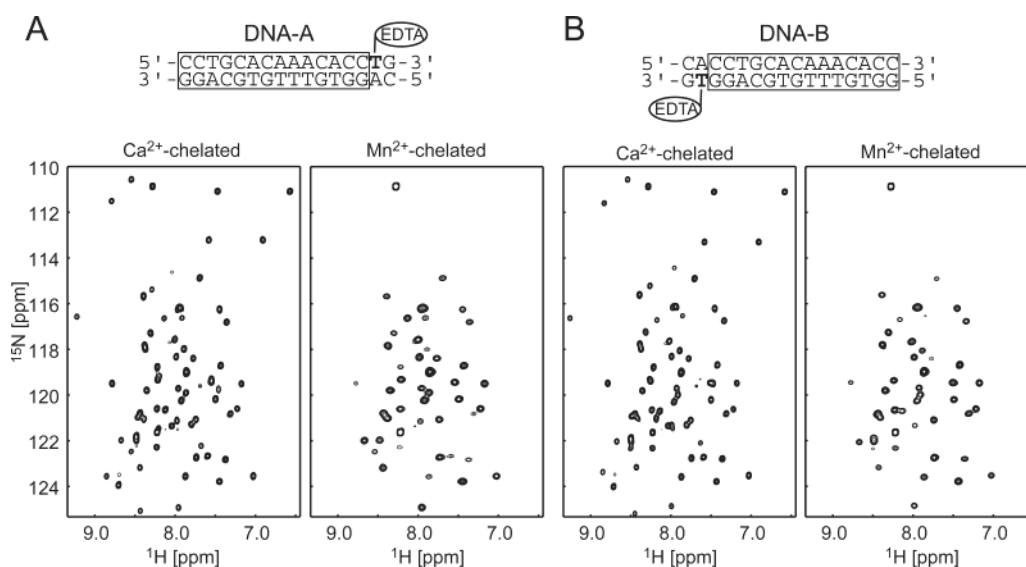 A
DNA-A
EDTA
5'-CCTGCACAAACACCTG-3'
3'-GGACGTGTTTGTGGAC-5'
Ca2+-chelated
Mn2+-chelated
110
112
114
116
118
120
122
124
15N [ppm]
9.0 8.0 7.0
9.0 8.0 7.0
1H [ppm]
1H [ppm]
B
DNA-B
5'-CACCTGCACAAACACC-3'
3'-GTGGACGTGTTTGTGG-5'
EDTA
Ca2+-chelated
Mn2+-chelated
9.0 8.0 7.0
9.0 8.0 7.0
1H [ppm]
1H [ppm]